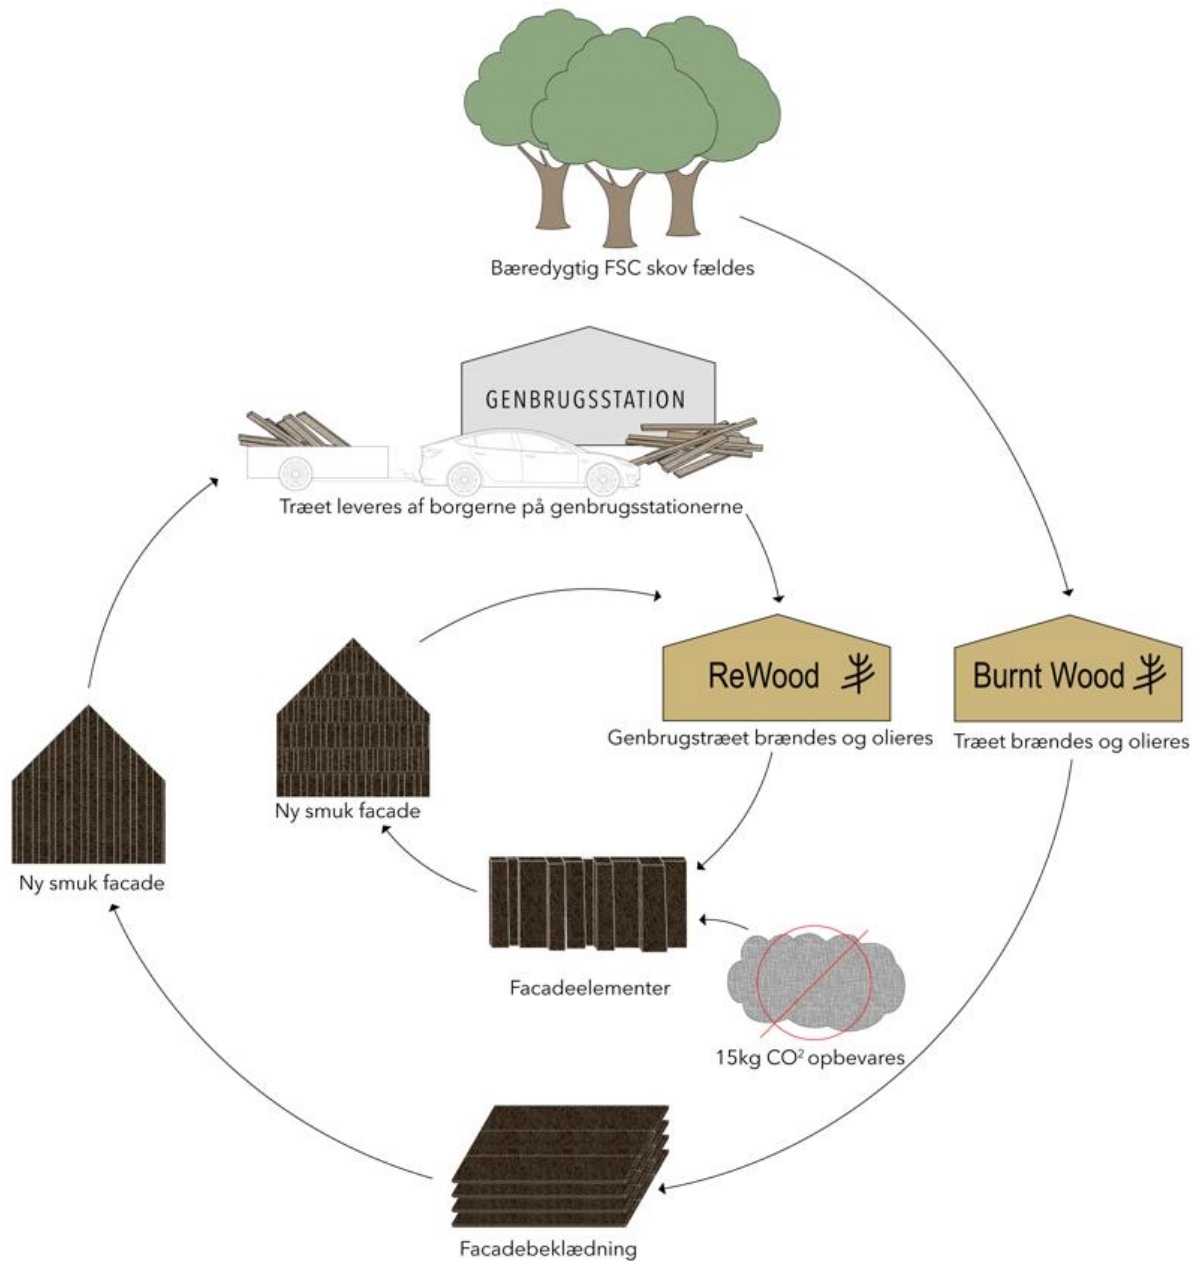 Bæredygtig FSC skov fældes
GENBRUGSSTATION
Træet leveres af borgerne på genbrugsstationerne
ReWood
Burnt Wood
Genbrugstræet brændes og olieres
Træet brændes og olieres
Ny smuk facade
Ny smuk facade
Facadeelementer
15kg CO² opbevares
Facadebeklædning